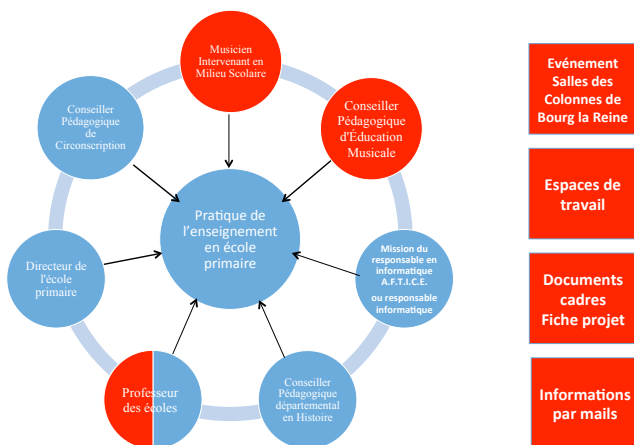 Musicien
Intervenant en
Milieu Scolaire
Conseiller
Pédagogique
d'Éducation
Musicale
Mission du
responsable en
informatique
A.F.T.I.C.E.
ou responsable
informatique
Conseiller
Pédagogique
départemental
en Histoire
Professeur
des écoles
Directeur de
l'école
primaire
Conseiller
Pédagogique
de
Circonscription
Pratique de
l'enseignement
en école
primaire
Evénement
Salles des
Colonnes de
Bourg la Reine
Espaces de
travail
Documents
cadres
Fiche projet
Informations
par mails